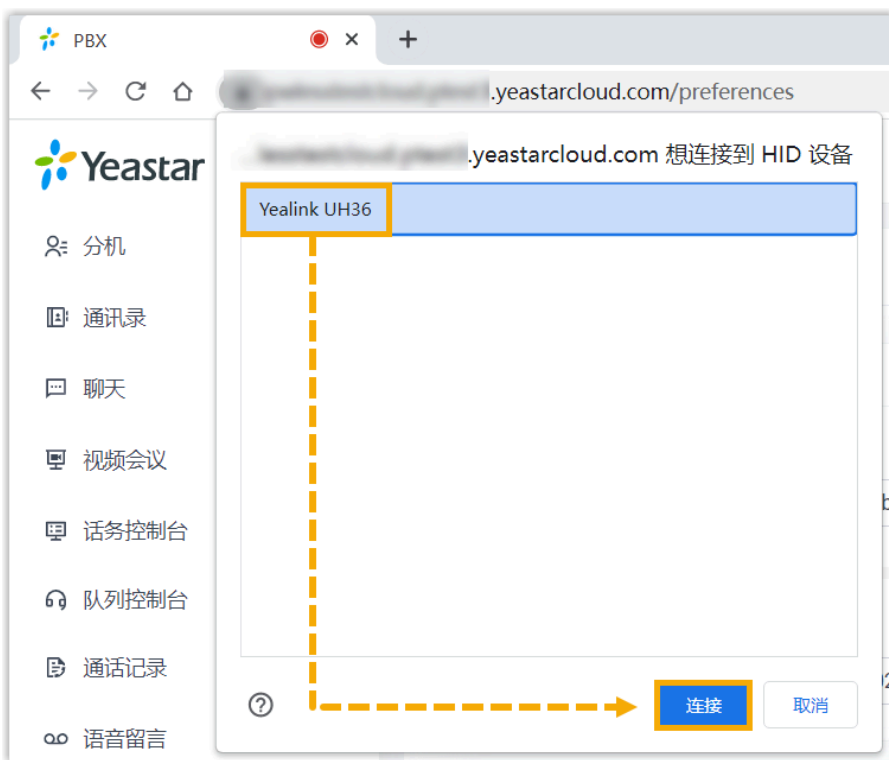 PBX
.yeastarcloud.com/preferences
Yeastar
.yeastarcloud.com 想连接到 HID 设备
Yealink UH36
分机
通讯录
聊天
视频会议
话务控制台
队列控制台
通话记录
语音留言
连接
取消